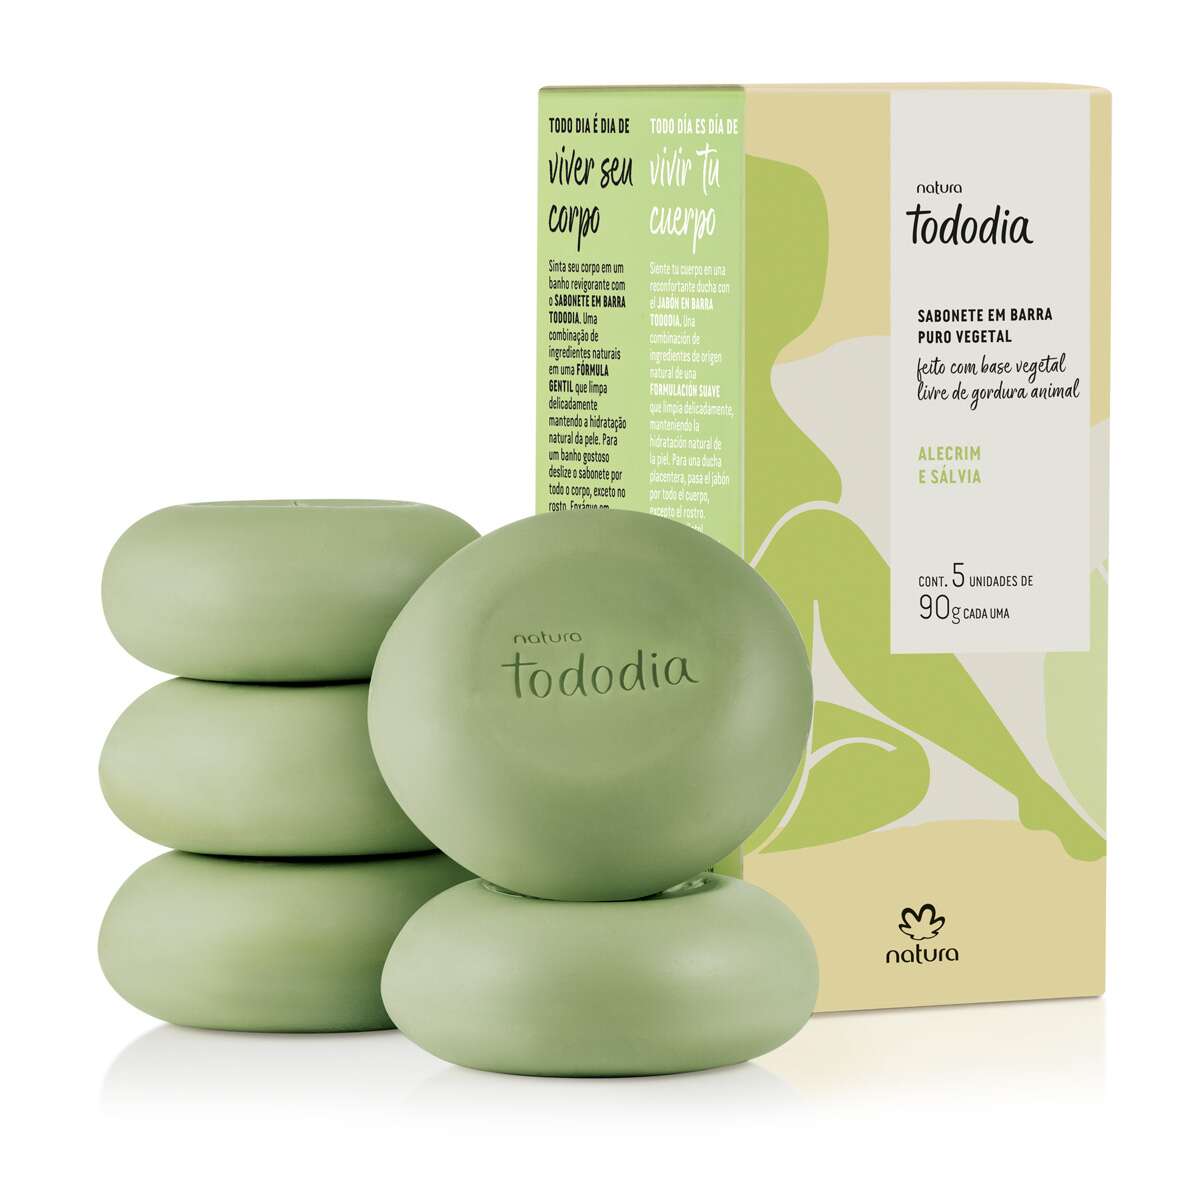 TODO DIA É DIA DE
viver seu
corpo
Sinta seu corpo em um
banho revigorante com
o SABONETE EM BARRA
TODODIA. Uma
combinação de
ingredientes naturais
em uma FÓRMULA
GENTIL que limpa
delicadamente
mantendo a hidratação
natural da pele. Para
um banho gostoso
deslize o sabonete por
todo o corpo, exceto no
rosto. Enxágue em
TODO DÍA ES DÍA DE
vivir tu
cuerpo
Siente tu cuerpo en una
reconfortante ducha con
el JABÓN EN BARRA
TODODIA. Una
combinación de
ingredientes de origen
natural de una
FORMULACIÓN SUAVE
que limpia delicadamente,
manteniendo la
hidratación natural de
la piel. Para una ducha
placentera, pasa el jabón
por todo el cuerpo,
excepto el rostro.
natura
tododia
SABONETE EM BARRA
PURO VEGETAL
feito com base vegetal
livre de gordura animal
ALECRIM
E SÁLVIA
CONT. 5 UNIDADES DE
90g CADA UMA
natura
natura
tododia